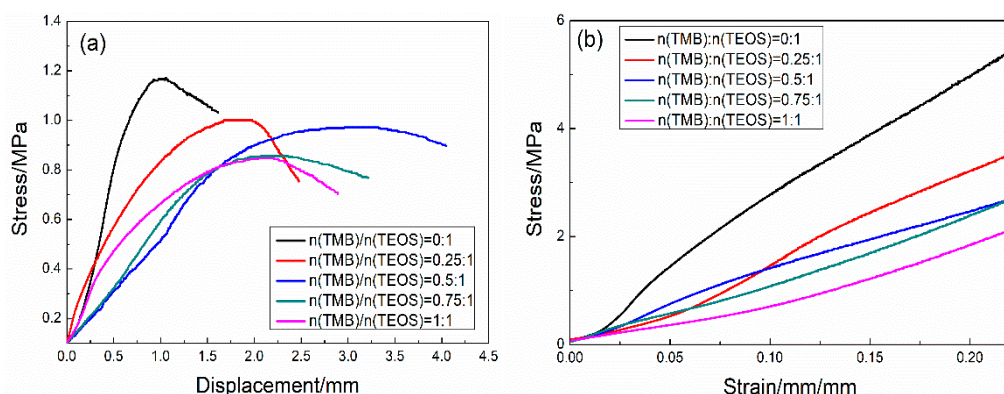 (a)
Stress/MPa
1.4
1.2
1.0
0.8
0.6
0.4
0.2
0.0 0.5 1.0 1.5 2.0 2.5 3.0 3.5 4.0 4.5
Displacement/mm
n(TMB)/n(TEOS)=0:1
n(TMB)/n(TEOS)=0.25:1
n(TMB)/n(TEOS)=0.5:1
n(TMB)/n(TEOS)=0.75:1
n(TMB)/n(TEOS)=1:1
(b)
Stress/MPa
6
4
2
0
0.00 0.05 0.10 0.15 0.20
Strain/mm/mm
n(TMB):n(TEOS)=0:1
n(TMB):n(TEOS)=0.25:1
n(TMB):n(TEOS)=0.5:1
n(TMB):n(TEOS)=0.75:1
n(TMB):n(TEOS)=1:1